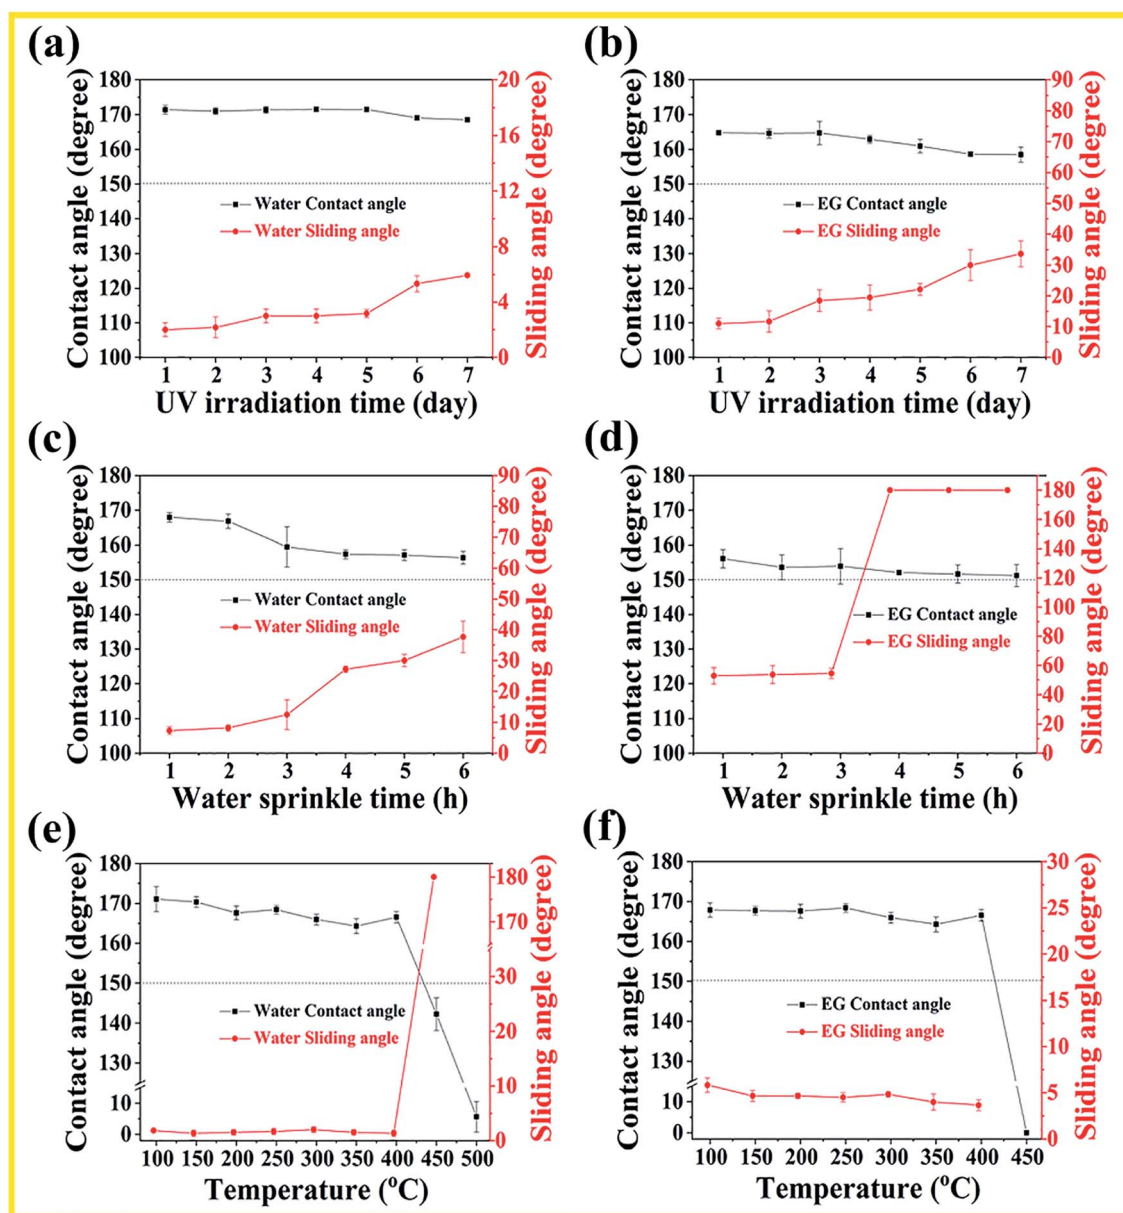 (a)
Contact angle (degree)
180
170
160
150
140
130
120
110
100
Water Contact angle
Water Sliding angle
20
16
12
8
4
0
Sliding angle (degree)
1 2 3 4 5 6 7
UV irradiation time (day)
(b)
Contact angle (degree)
180
170
160
150
140
130
120
110
100
EG Contact angle
EG Sliding angle
90
80
70
60
50
40
30
20
10
0
Sliding angle (degree)
1 2 3 4 5 6 7
UV irradiation time (day)
(c)
Contact angle (degree)
180
170
160
150
140
130
120
110
100
Water Contact angle
Water Sliding angle
90
80
70
60
50
40
30
20
10
0
Sliding angle (degree)
1 2 3 4 5 6
Water sprinkle time (h)
(d)
Contact angle (degree)
180
170
160
150
140
130
120
110
100
EG Contact angle
EG Sliding angle
180
160
140
120
100
80
60
40
20
0
Sliding angle (degree)
1 2 3 4 5 6
Water sprinkle time (h)
(e)
Contact angle (degree)
180
170
160
150
140
130
10
0
Water Contact angle
Water Sliding angle
180
170
30
20
10
0
Sliding angle (degree)
100 150 200 250 300 350 400 450 500
Temperature (°C)
(f)
Contact angle (degree)
180
170
160
150
140
130
10
0
EG Contact angle
EG Sliding angle
30
25
20
15
10
5
0
Sliding angle (degree)
100 150 200 250 300 350 400 450
Temperature (°C)